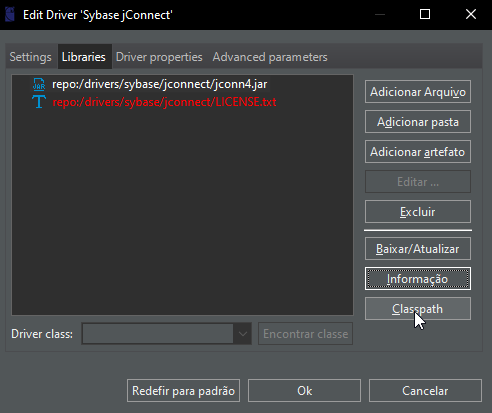 Edit Driver 'Sybase jConnect'
Settings Libraries Driver properties Advanced parameters
repo:/drivers/sybase/jconnect/jconn4.jar
repo:/drivers/sybase/jconnect/LICENSE.txt
Adicionar Arquivo
Adicionar pasta
Adicionar artefato
Editar ...
Excluir
Baixar/Atualizar
Informação
Classpath
Driver class:
Encontrar classe
Redefir para padrão Ok Cancelar